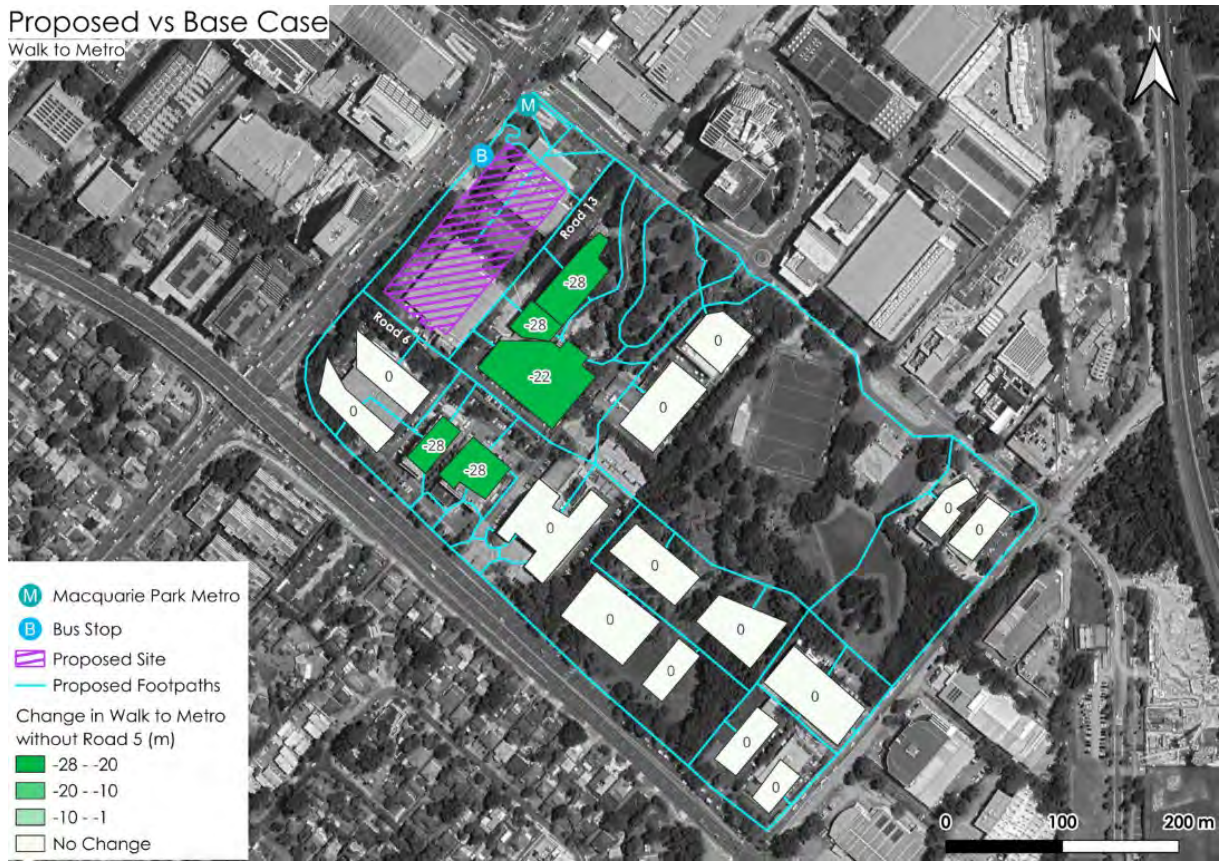 Proposed vs Base Case
Walk to Metro
N
M
B
Road 13
-28
-28
Road 6
-22
0
0
0
0
-28
-28
0
0
0
0
0
0
0
0
0
0
M Macquarie Park Metro
B Bus Stop
Proposed Site
Proposed Footpaths
Change in Walk to Metro
without Road 5 (m)
-28 - -20
-20 - -10
-10 - -1
No Change
0 100 200 m